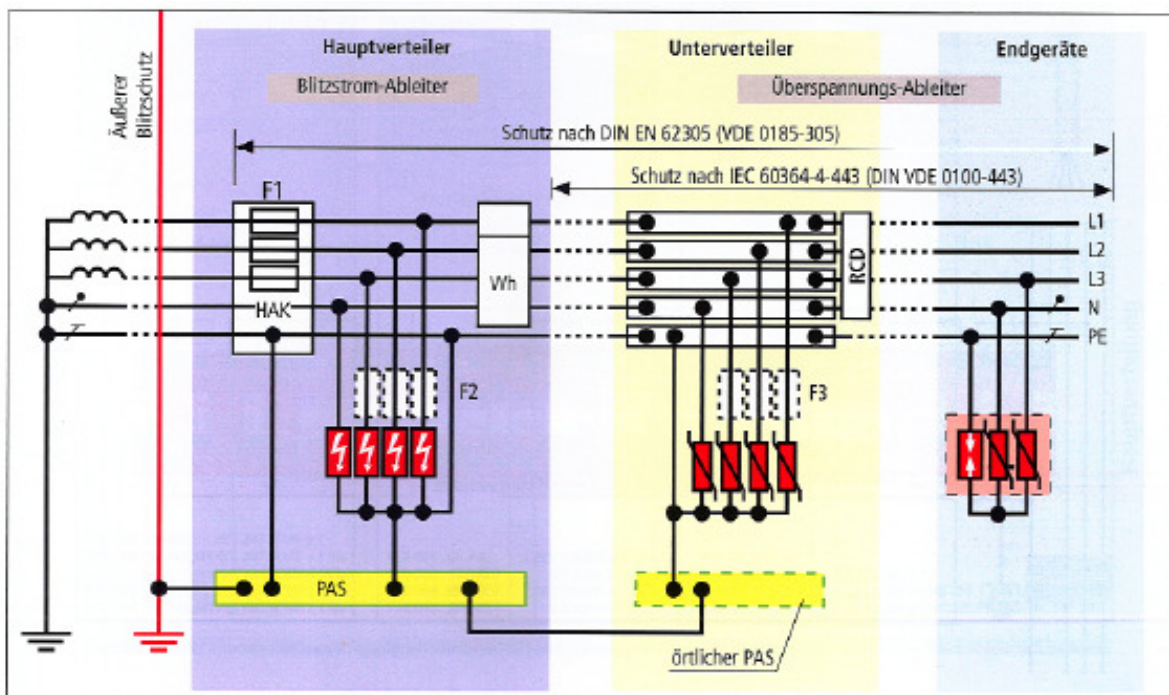 Äußerer
Blitzschutz
Hauptverteiler
Unterverteiler
Endgeräte
Blitzstrom-Ableiter
Überspannungs-Ableiter
Schutz nach DIN EN 62305 (VDE 0185-305)
Schutz nach IEC 60364-4-443 (DIN VDE 0100-443)
F1
L1
L2
L3
N
PE
Wh
RCD
HAK
F2
F3
PAS
örtlicher PAS